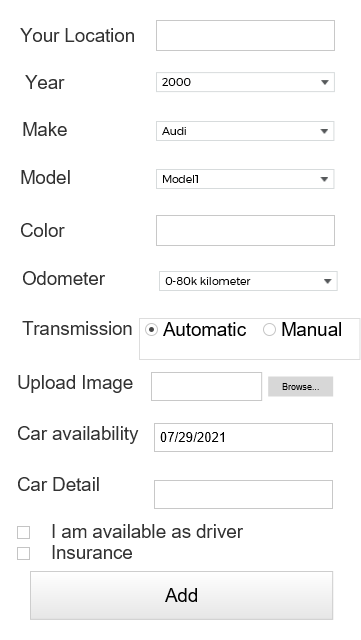 Your Location
Year 2000
Make Audi
Model Model1
Color
Odometer 0-80k kilometer
Transmission Automatic Manual
Upload Image Browse...
Car availability 07/29/2021
Car Detail
I am available as driver
Insurance
Add